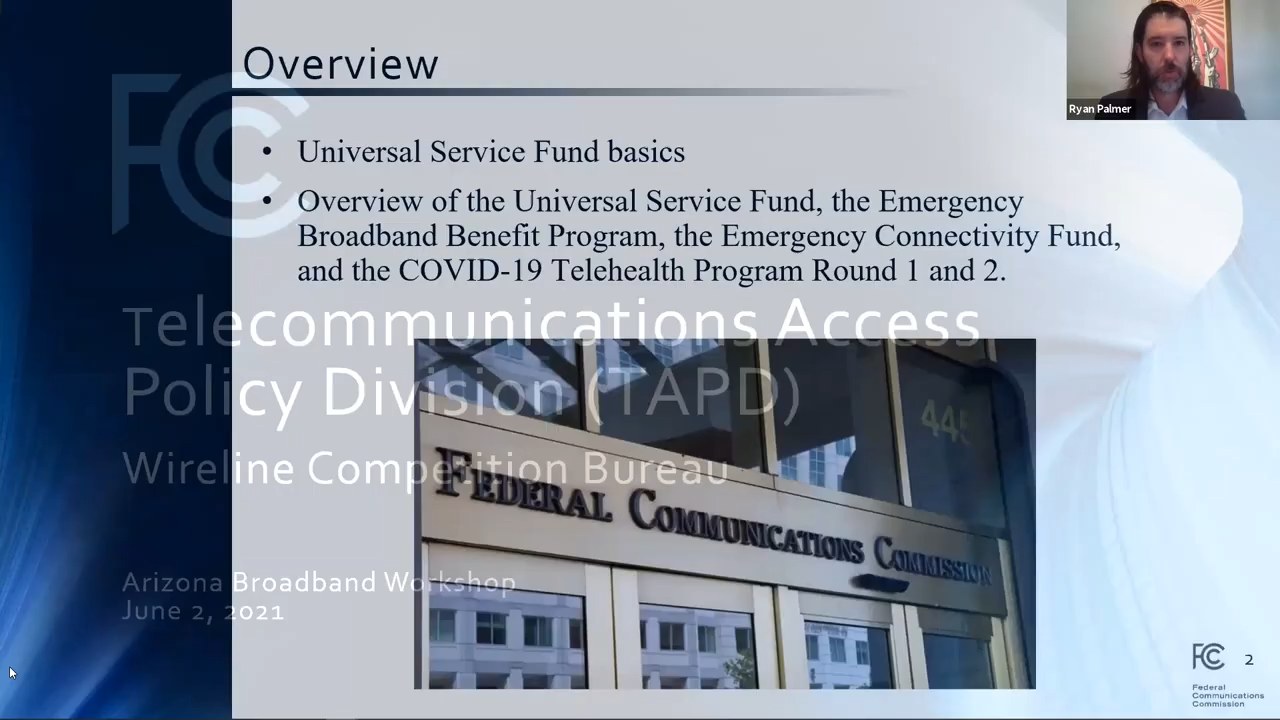 Overview
Ryan Palmer
FCC
• Universal Service Fund basics
• Overview of the Universal Service Fund, the Emergency
Broadband Benefit Program, the Emergency Connectivity Fund,
and the COVID-19 Telehealth Program Round 1 and 2.
Telecommunications Access
Policy Division (TAPD)
Wireline Competition Bureau
445
FEDERAL COMMUNICATIONS COMMISSION
Arizona Broadband Workshop
June 2, 2021
FCC
2
Federal
Communications
Commission